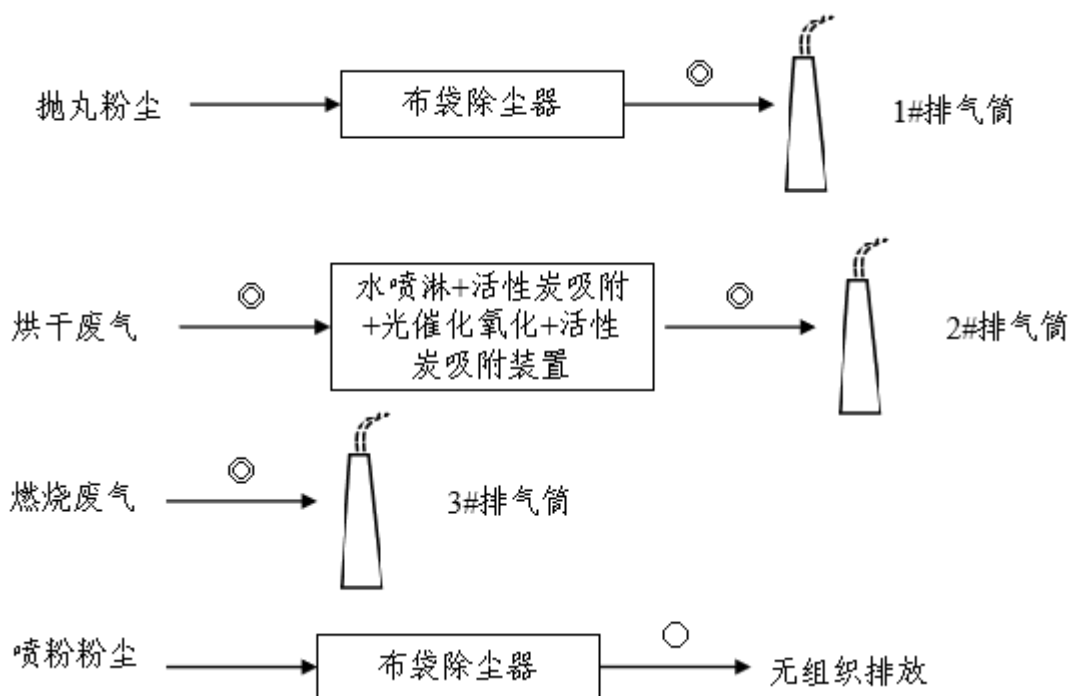 抛丸粉尘
布袋除尘器
1#排气筒
烘干废气
水喷淋+活性炭吸附
+光催化氧化+活性
炭吸附装置
2#排气筒
燃烧废气
3#排气筒
喷粉粉尘
布袋除尘器
无组织排放